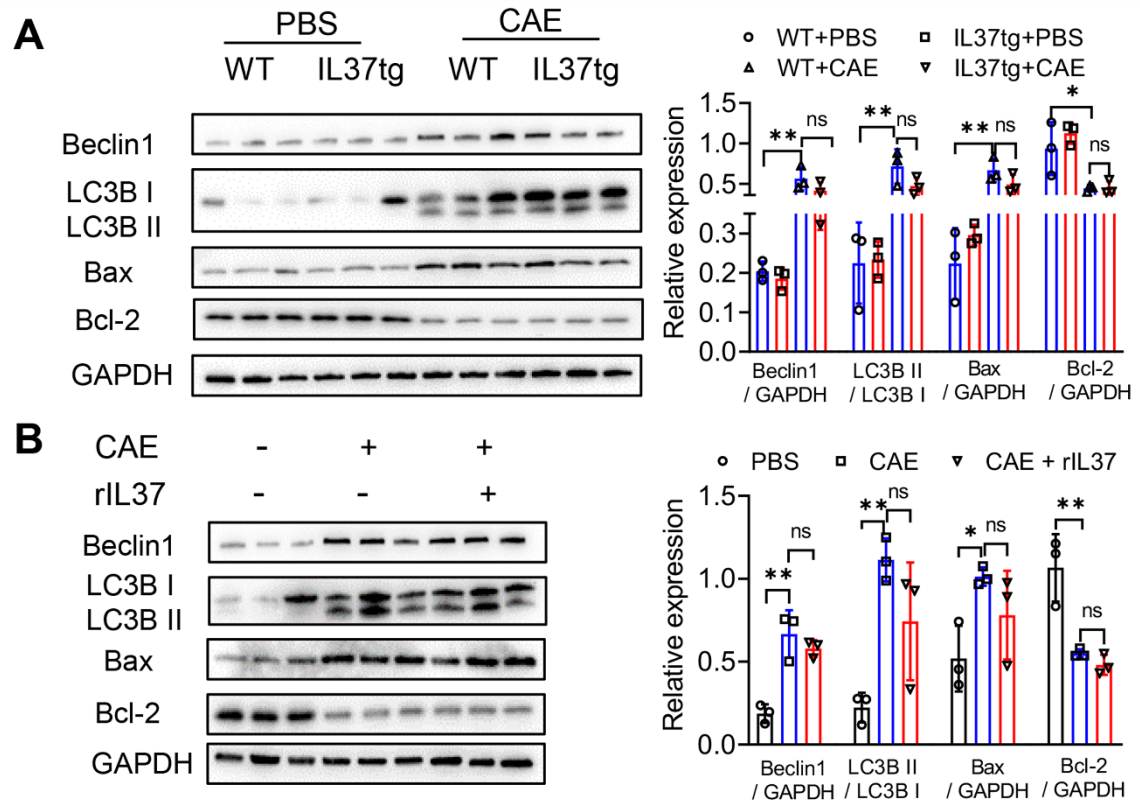 A
PBS CAE
WT IL37tg WT IL37tg
Beclin1
LC3B I
LC3B II
Bax
Bcl-2
GAPDH
WT+PBS IL37tg+PBS
WT+CAE IL37tg+CAE
Relative expression
1.5
1.0
0.5
0.3
0.2
0.1
0.0
** ns ** ns ** ns * ns
Beclin1 / GAPDH
LC3B II / LC3B I
Bax / GAPDH
Bcl-2 / GAPDH
B
CAE - + +
rIL37 - - +
Beclin1
LC3B I
LC3B II
Bax
Bcl-2
GAPDH
PBS CAE CAE + rIL37
Relative expression
1.5
1.0
0.5
0.0
** ns ** ns * ns ** ns
Beclin1 / GAPDH
LC3B II / LC3B I
Bax / GAPDH
Bcl-2 / GAPDH